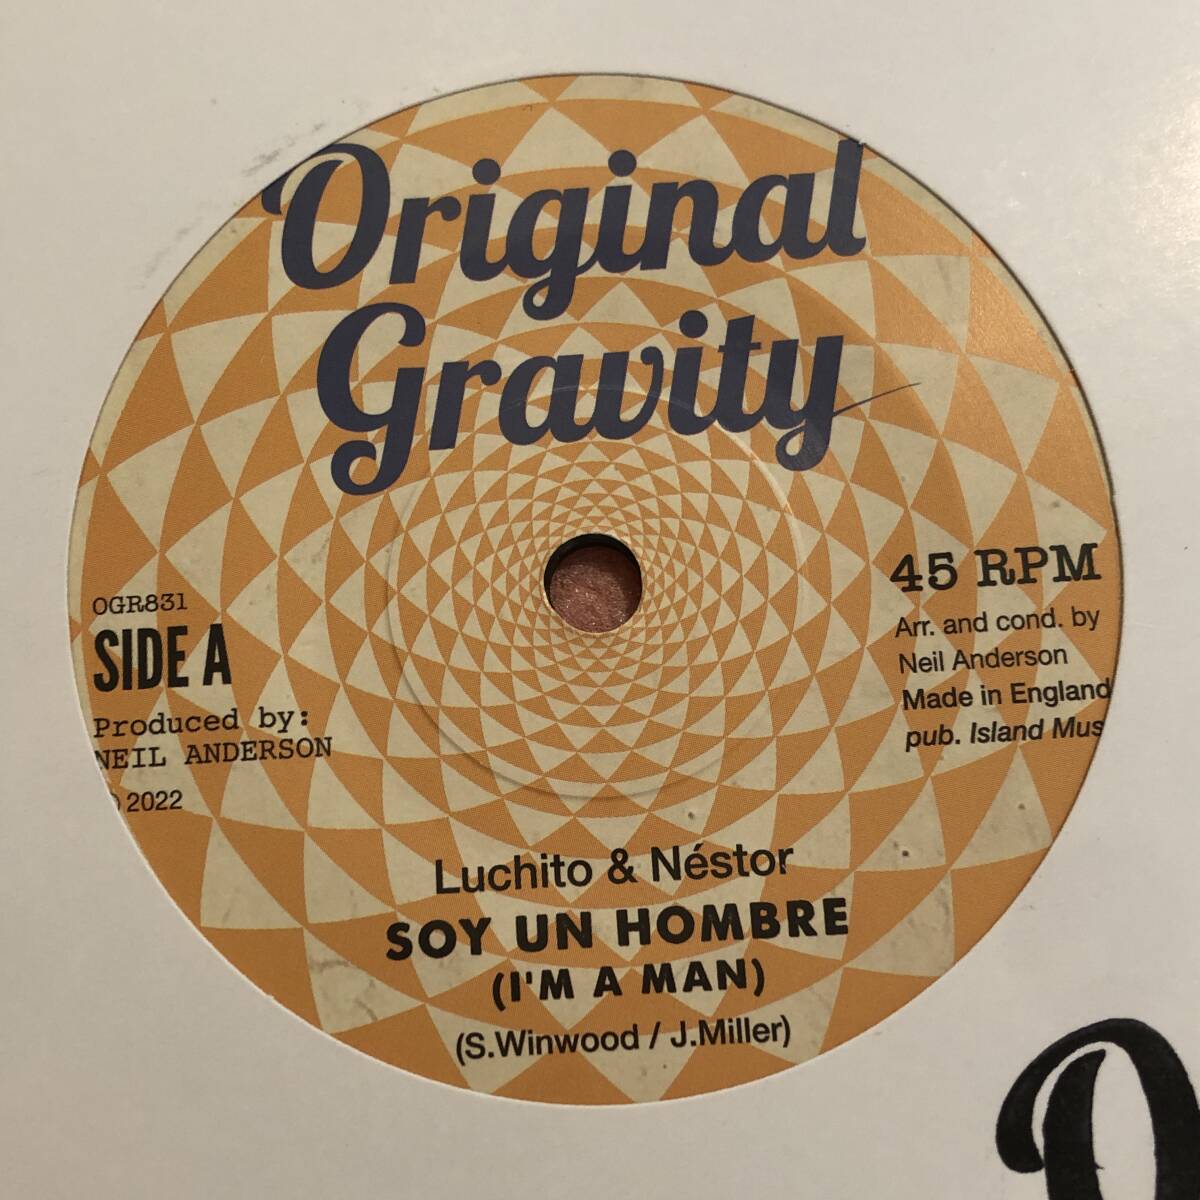 Original
Gravity
OGR831
SIDE A
Produced by:
NEIL ANDERSON
2022
45 RPM
Arr. and cond. by
Neil Anderson
Made in England
pub. Island Mus
Luchito & Néstor
SOY UN HOMBRE
(I'M A MAN)
(S.Winwood / J.Miller)